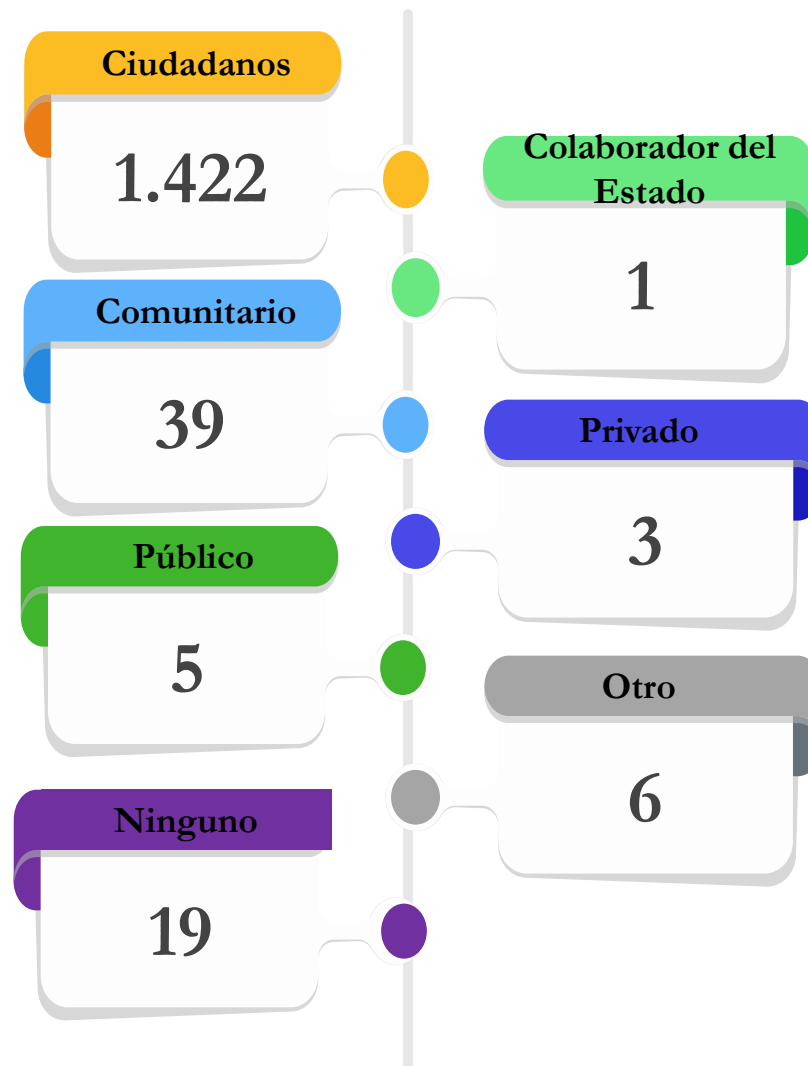 Ciudadanos
1.422
Colaborador del
Estado
1
Comunitario
39
Privado
3
Público
5
Otro
6
Ninguno
19